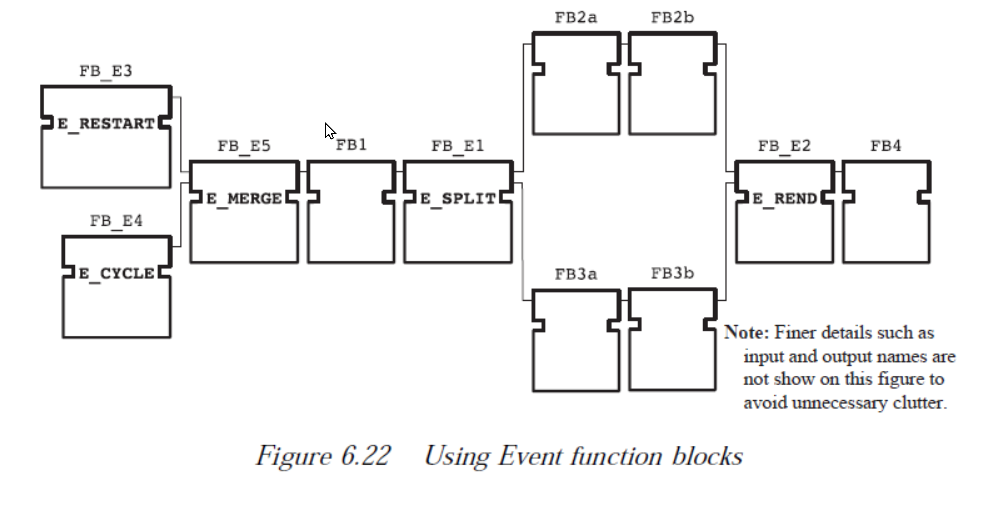 FB2a
FB2b
FB_E3
E_RESTART
FB_E5
FB1
FB_E1
FB_E2
FB4
E_MERGE
E_SPLIT
E_REND
FB_E4
E_CYCLE
FB3a
FB3b
Note: Finer details such as
input and output names are
not show on this figure to
avoid unnecessary clutter.
Figure 6.22 Using Event function blocks